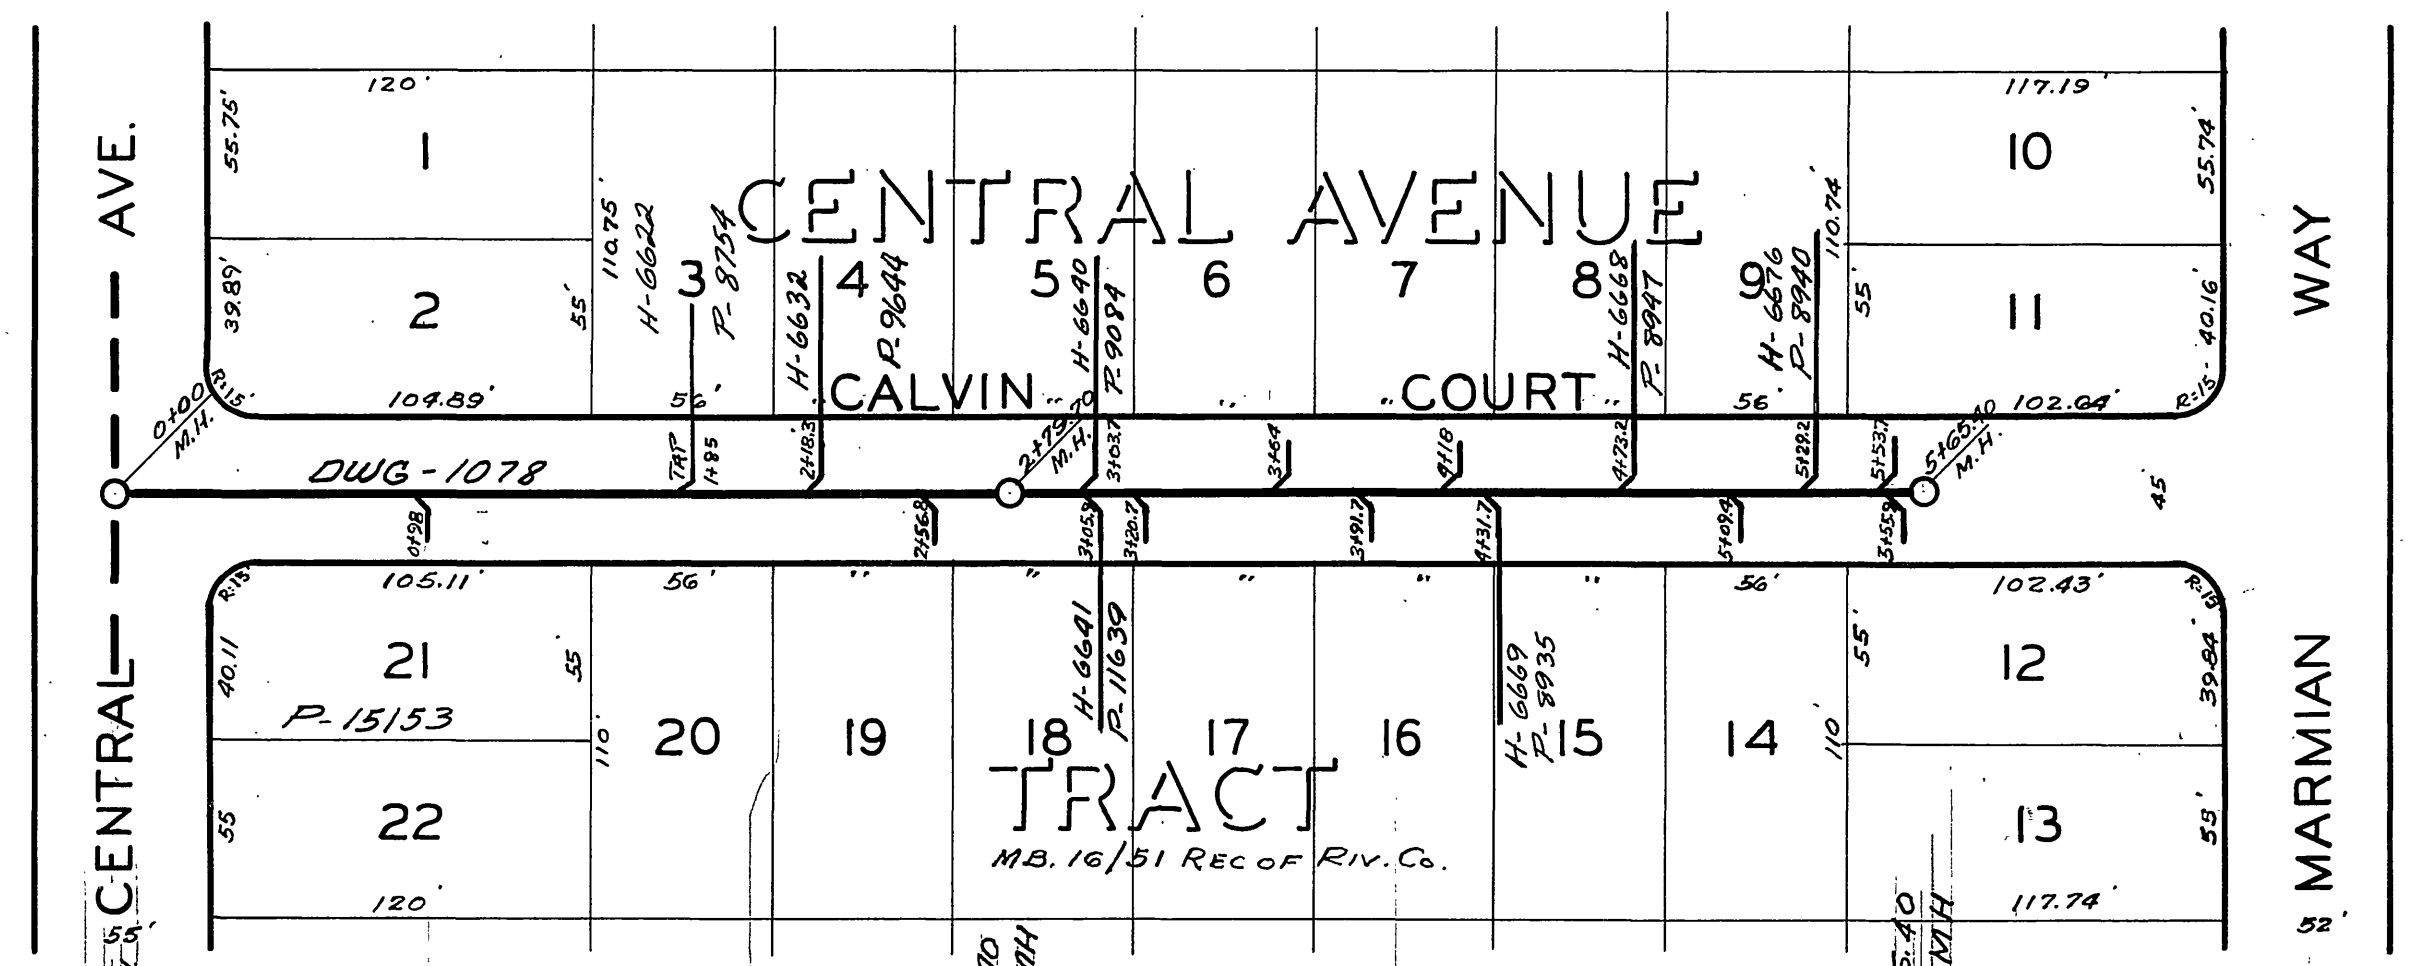 CENTRAL AVE.
55'
MARMIAN WAY
52'
CENTRAL AVENUE
TRACT
MB. 16/51 REC OF RIV. Co.
CALVIN COURT
DWG - 1078
45
120'
55.75'
1
39.89'
2
55'
R=15'
104.89'
110.75'
H-6622
3
P-8754
56'
H-6632
4
P-9644
"
5
H-6640
P-9084
"
6
"
7
"
8
H-6668
P-8947
"
9
H-6676
P-8940
56'
110.74'
117.19'
10
55.74'
55'
11
40.16'
R=15'
102.64'
0+00
M.H.
TAP
1+85
2+18.3
2+79.70
M.H.
3+03.7
3+64
4+18
4+73.2
5+29.2
5+53.7
5+65.40
M.H.
0+98
2+56.8
3+05.9
3+20.7
3+91.7
4+31.7
5+09.4
5+55.9
R=15'
105.11'
40.11
21
55'
P-15153
55
22
120'
110'
56'
20
"
19
"
18
H-6641
P-11639
"
17
"
16
H-6669
P-8935
"
15
56'
14
110'
55'
102.43'
R=15'
12
39.84'
13
55'
117.74'
MH
.40
MH